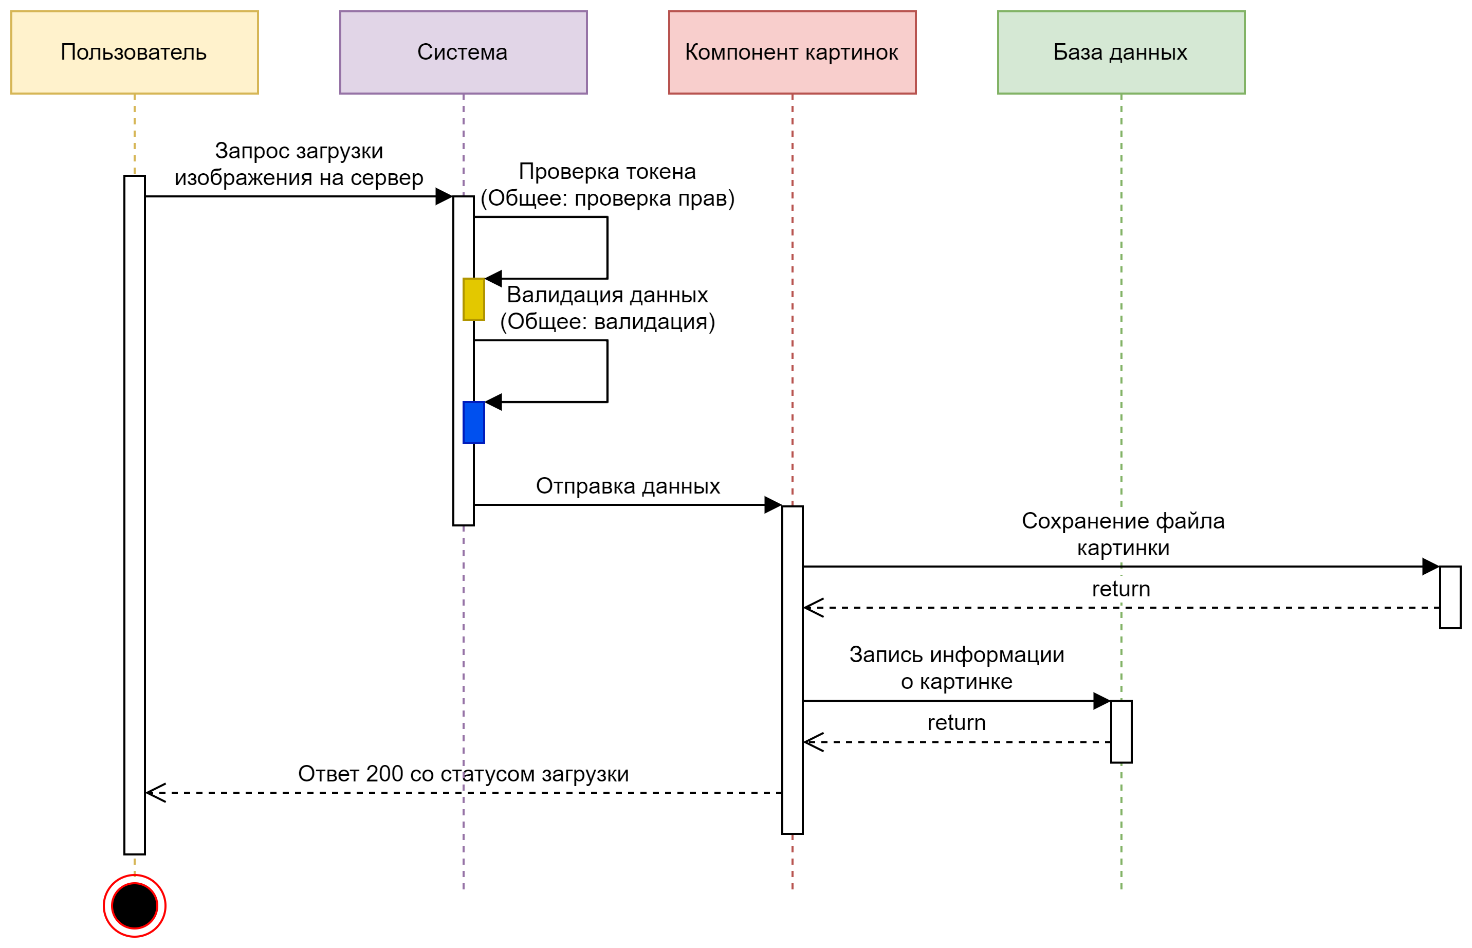 Пользователь
Система
Компонент картинок
База данных
Запрос загрузки
изображения на сервер
Проверка токена
(Общее: проверка прав)
Валидация данных
(Общее: валидация)
Отправка данных
Сохранение файла
картинки
return
Запись информации
о картинке
return
Ответ 200 со статусом загрузки